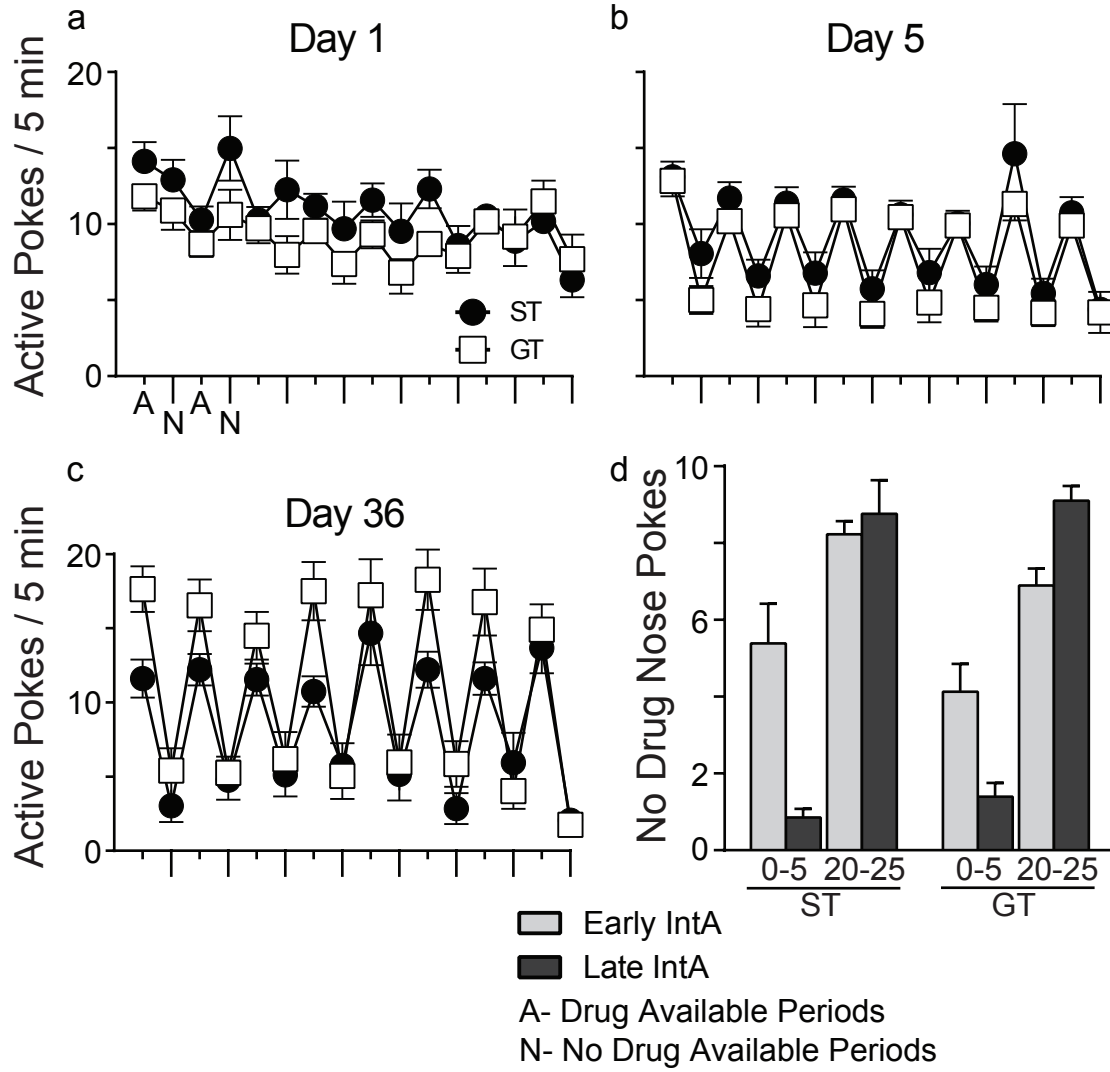 a
Day 1
Active Pokes / 5 min
20
10
0
ST
GT
A
N
A
N
b
Day 5
c
Day 36
Active Pokes / 5 min
20
10
0
d
No Drug Nose Pokes
10
6
2
0
0-5 20-25 0-5 20-25
ST GT
Early IntA
Late IntA
A- Drug Available Periods
N- No Drug Available Periods